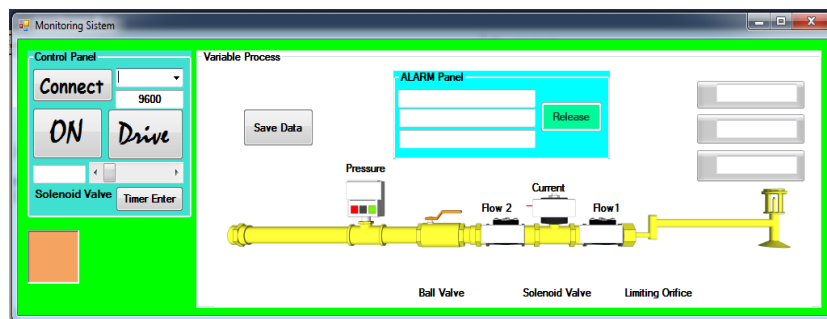 Monitoring Sistem
Control Panel
Connect
9600
ON
Drive
Solenoid Valve
Timer Enter
Variable Process
Save Data
ALARM Panel
Release
Pressure
Flow 2
Current
Flow1
Ball Valve
Solenoid Valve
Limiting Orifice